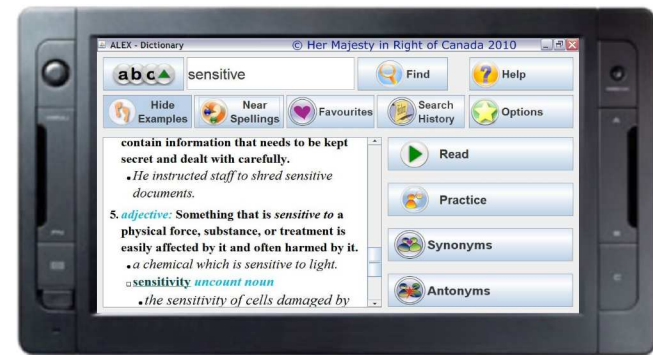 ALEX - Dictionary
© Her Majesty in Right of Canada 2010
abc
sensitive
Find
Help
Hide Examples
Near Spellings
Favourites
Search History
Options
contain information that needs to be kept
secret and dealt with carefully.
•He instructed staff to shred sensitive
documents.
5. adjective: Something that is sensitive to a
physical force, substance, or treatment is
easily affected by it and often harmed by it.
•a chemical which is sensitive to light.
sensitivity uncount noun
•the sensitivity of cells damaged by
Read
Practice
Synonyms
Antonyms